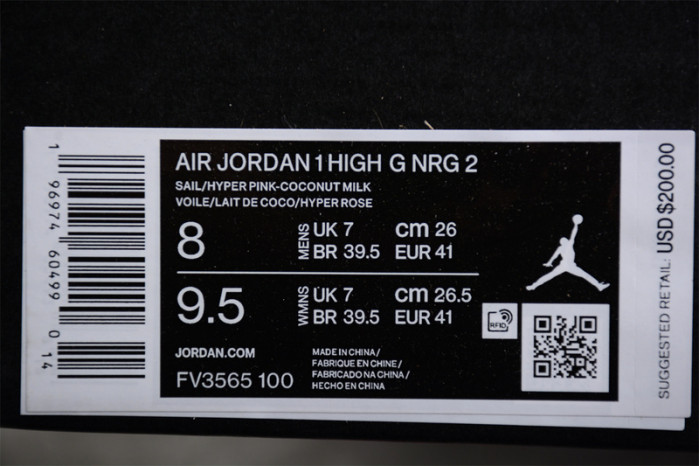 AIR JORDAN 1 HIGH G NRG 2
SAIL/HYPER PINK-COCONUT MILK
VOILE/LAIT DE COCO/HYPER ROSE
8
MENS
UK 7 cm 26
BR 39.5 EUR 41
9.5
WMNS
UK 7 cm 26.5
BR 39.5 EUR 41
JORDAN.COM
FV3565 100
MADE IN CHINA/
FABRIQUE EN CHINE/
FABRICADO NA CHINA/
HECHO EN CHINA
RFID
1 96974 60499 0 14
SUGGESTED RETAIL: USD $200.00